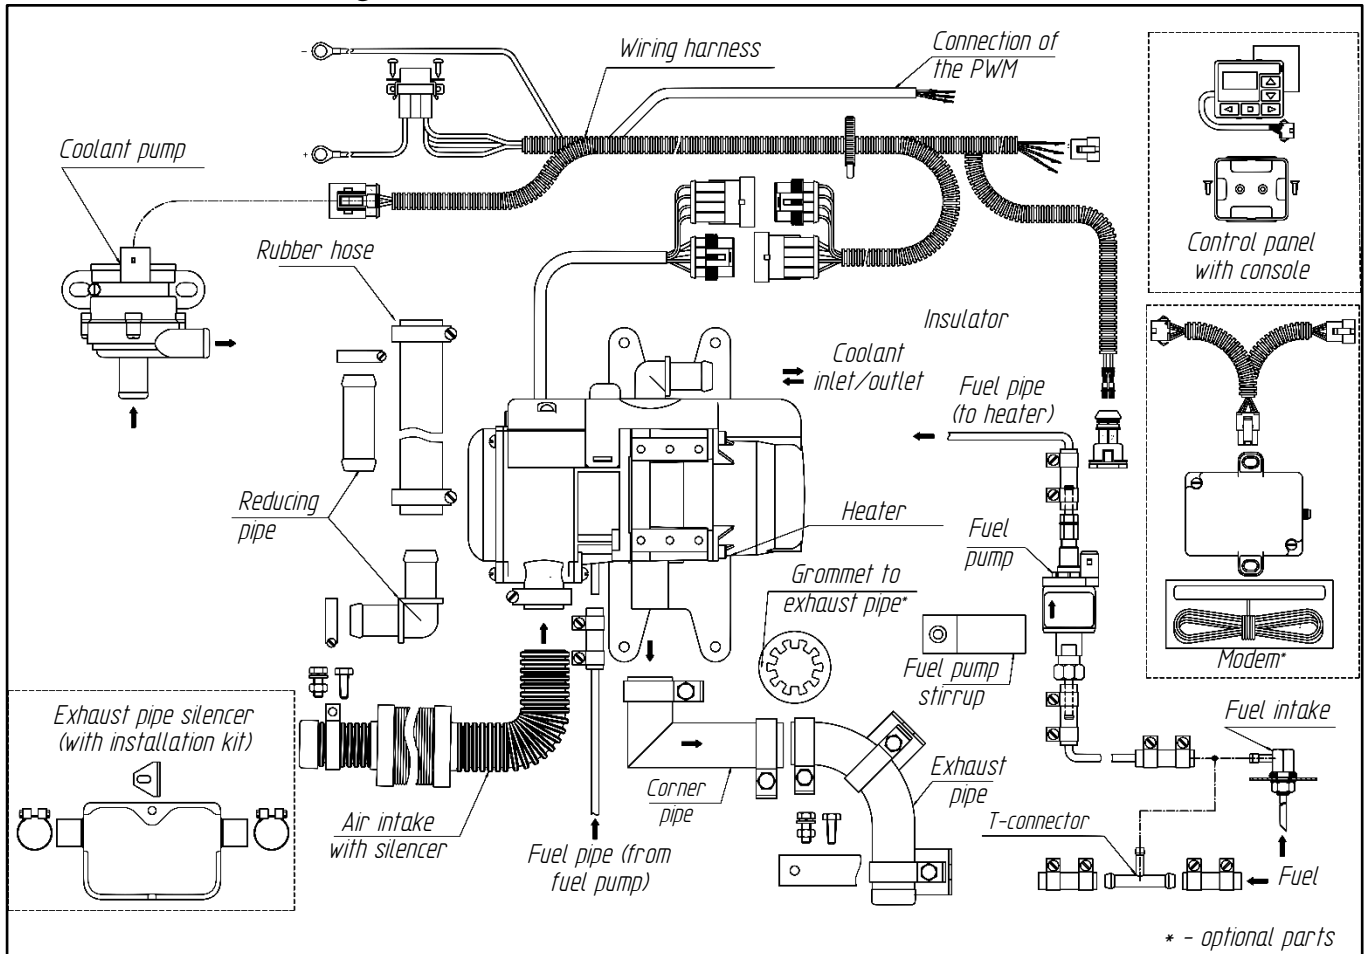 Wiring harness
Connection of
the PWM
Coolant pump
Rubber hose
Control panel
with console
Insulator
Coolant
inlet/outlet
Fuel pipe
(to heater)
Reducing
pipe
Heater
Fuel
pump
Grommet to
exhaust pipe*
Fuel pump
stirrup
Modem*
Exhaust pipe silencer
(with installation kit)
Fuel intake
Corner
pipe
Exhaust
pipe
Air intake
with silencer
Fuel pipe (from
fuel pump)
T-connector
Fuel
* - optional parts